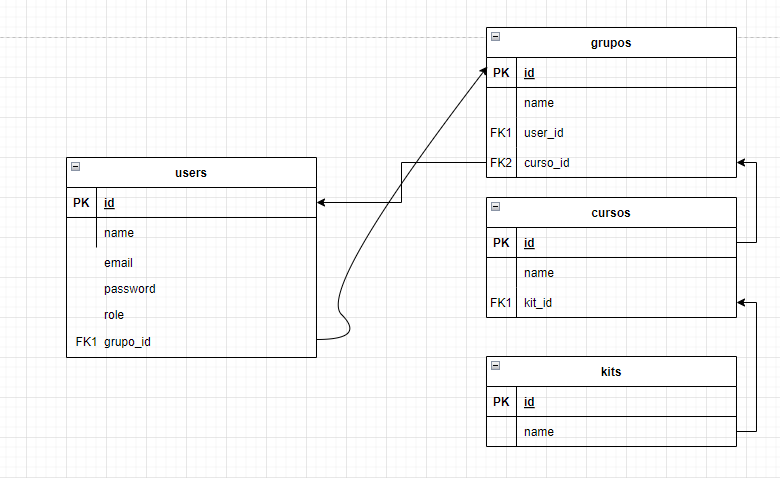 grupos
PK id
name
FK1 user_id
FK2 curso_id
users
PK id
name
email
password
role
FK1 grupo_id
cursos
PK id
name
FK1 kit_id
kits
PK id
name